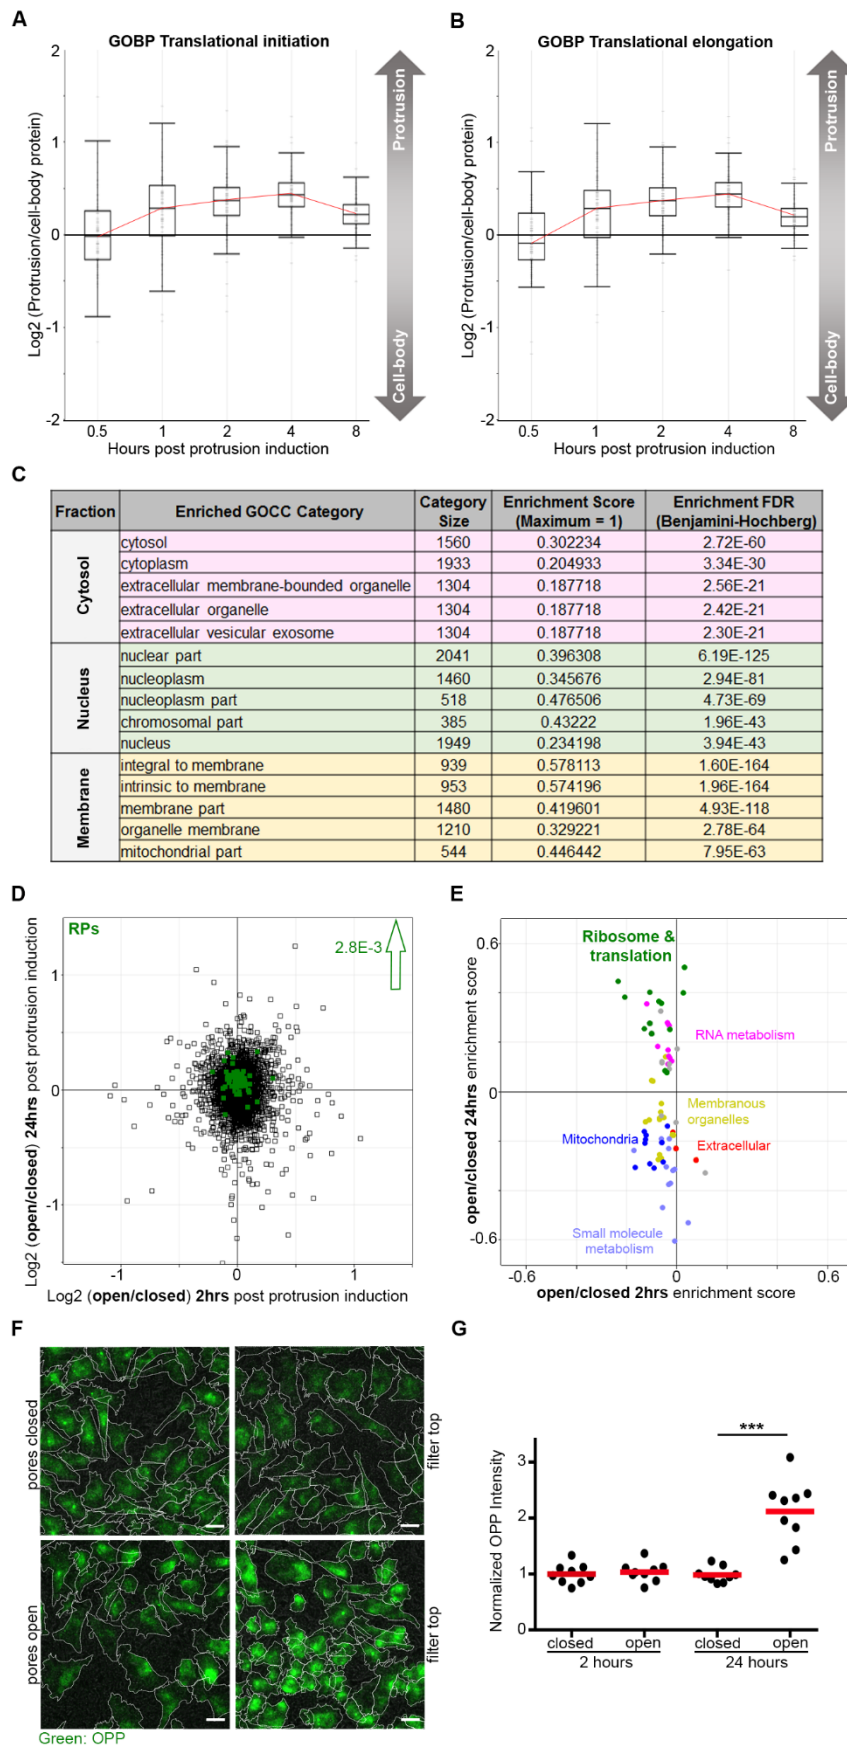 A
GOBP Translational initiation
Log2 (Protrusion/cell-body protein)
2
1
0
-1
-2
0.5 1 2 4 8
Hours post protrusion induction
Protrusion
Cell-body
B
GOBP Translational elongation
Log2 (Protrusion/cell-body protein)
2
1
0
-1
-2
0.5 1 2 4 8
Hours post protrusion induction
Protrusion
Cell-body
C
Fraction Enriched GOCC Category Category Size Enrichment Score (Maximum = 1) Enrichment FDR (Benjamini-Hochberg)
Cytosol
cytosol 1560 0.302234 2.72E-60
cytoplasm 1933 0.204933 3.34E-30
extracellular membrane-bounded organelle 1304 0.187718 2.56E-21
extracellular organelle 1304 0.187718 2.42E-21
extracellular vesicular exosome 1304 0.187718 2.30E-21
Nucleus
nuclear part 2041 0.396308 6.19E-125
nucleoplasm 1460 0.345676 2.94E-81
nucleoplasm part 518 0.476506 4.73E-69
chromosomal part 385 0.43222 1.96E-43
nucleus 1949 0.234198 3.94E-43
Membrane
integral to membrane 939 0.578113 1.60E-164
intrinsic to membrane 953 0.574196 1.96E-164
membrane part 1480 0.419601 4.93E-118
organelle membrane 1210 0.329221 2.78E-64
mitochondrial part 544 0.446442 7.95E-63
D
RPs
2.8E-3
Log2 (open/closed) 24hrs post protrusion induction
1
0
-1
-1 0 1
Log2 (open/closed) 2hrs post protrusion induction
E
open/closed 24hrs enrichment score
0.6
0
-0.6
Ribosome &
translation
RNA metabolism
Membranous
organelles
Mitochondria
Extracellular
Small molecule
metabolism
-0.6 0 0.6
open/closed 2hrs enrichment score
F
pores closed
filter top
pores open
filter top
Green: OPP
G
Normalized OPP Intensity
3
2
1
0
***
closed open closed open
2 hours 24 hours